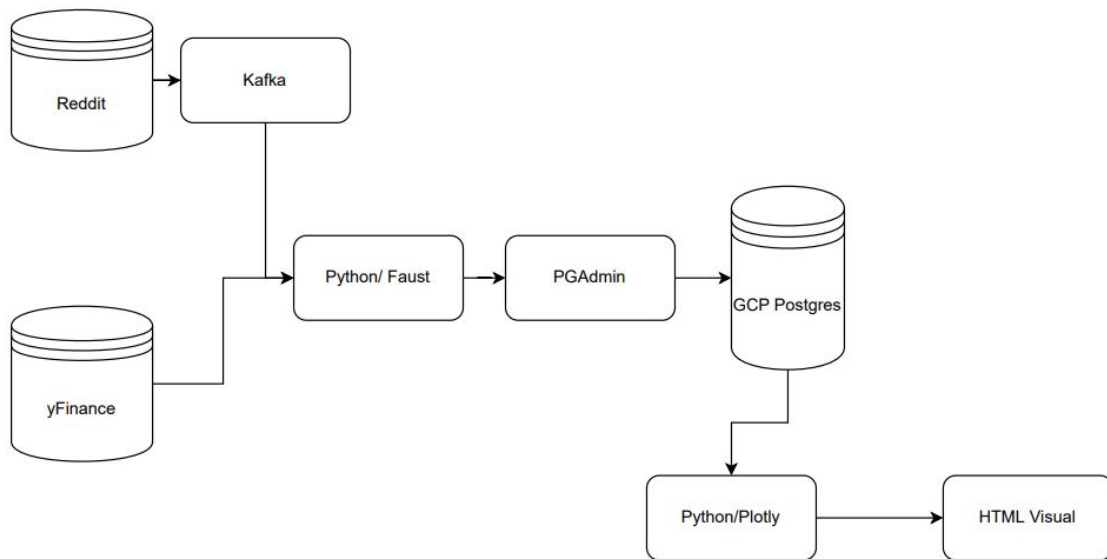 Reddit
Kafka
Python/ Faust
PGAdmin
GCP Postgres
yFinance
Python/Plotly
HTML Visual